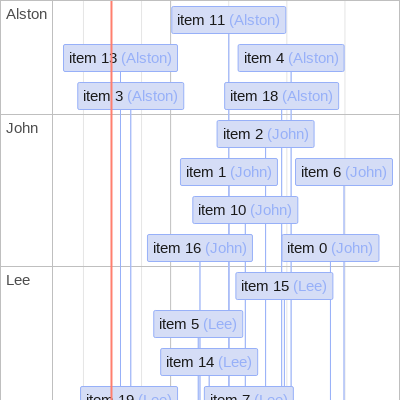 Alston
item 11 (Alston)
item 13 (Alston)
item 4 (Alston)
item 3 (Alston)
item 18 (Alston)
John
item 2 (John)
item 1 (John)
item 6 (John)
item 10 (John)
item 16 (John)
item 0 (John)
Lee
item 15 (Lee)
item 5 (Lee)
item 14 (Lee)
item 19 (Lee)
item 7 (Lee)